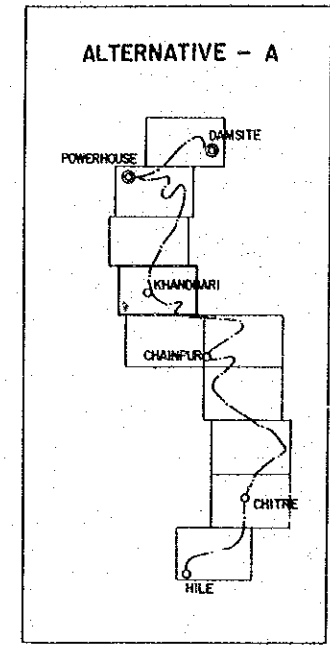 ALTERNATIVE - A
DAMSITE
POWERHOUSE
KHANDBARI
CHAINPUR
CHITRE
HILE